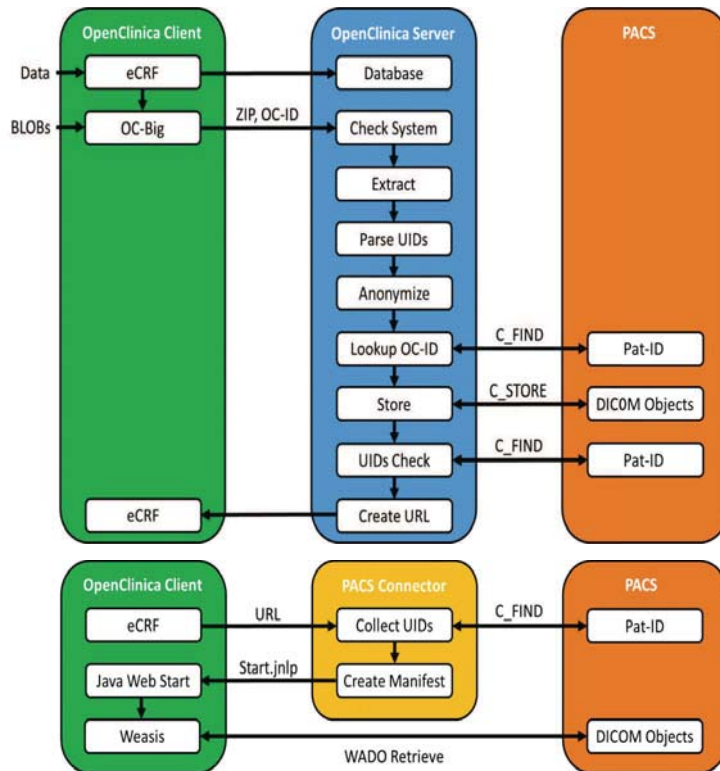 OpenClinica Client
OpenClinica Server
PACS
Data
eCRF
Database
BLOBs
OC-Big
ZIP, OC-ID
Check System
Extract
Parse UIDs
Anonymize
Lookup OC-ID
C_FIND
Pat-ID
Store
C_STORE
DIC0M Objects
UIDs Check
C_FIND
Pat-ID
eCRF
Create URL
OpenClinica Client
PACS Connector
PACS
eCRF
URL
Collect UIDs
C_FIND
Pat-ID
Java Web Start
Start.jnlp
Create Manifest
Weasis
WADO Retrieve
DICOM Objects